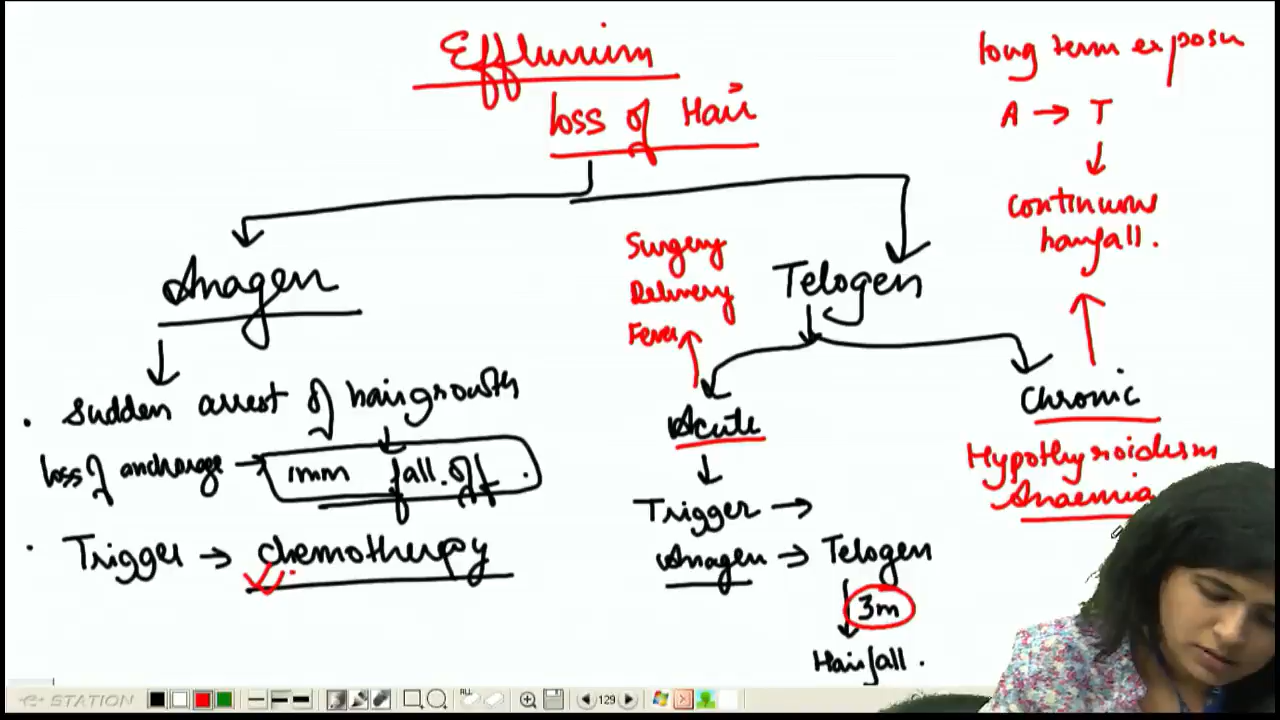 Effluvium
loss of Hair
long term exposu
A → T
↓
continuous
hairfall.
Anagen
Surgery
Delivery
Fever
Telogen
. Sudden arrest of hairgrowth
loss of anchorage → imm fall. off.
. Trigger → chemotherapy
Acute
Trigger →
Anagen → Telogen
3m
Hairfall.
Chronic
Hypothyroidism
Anaemia
STATION
ALL
129